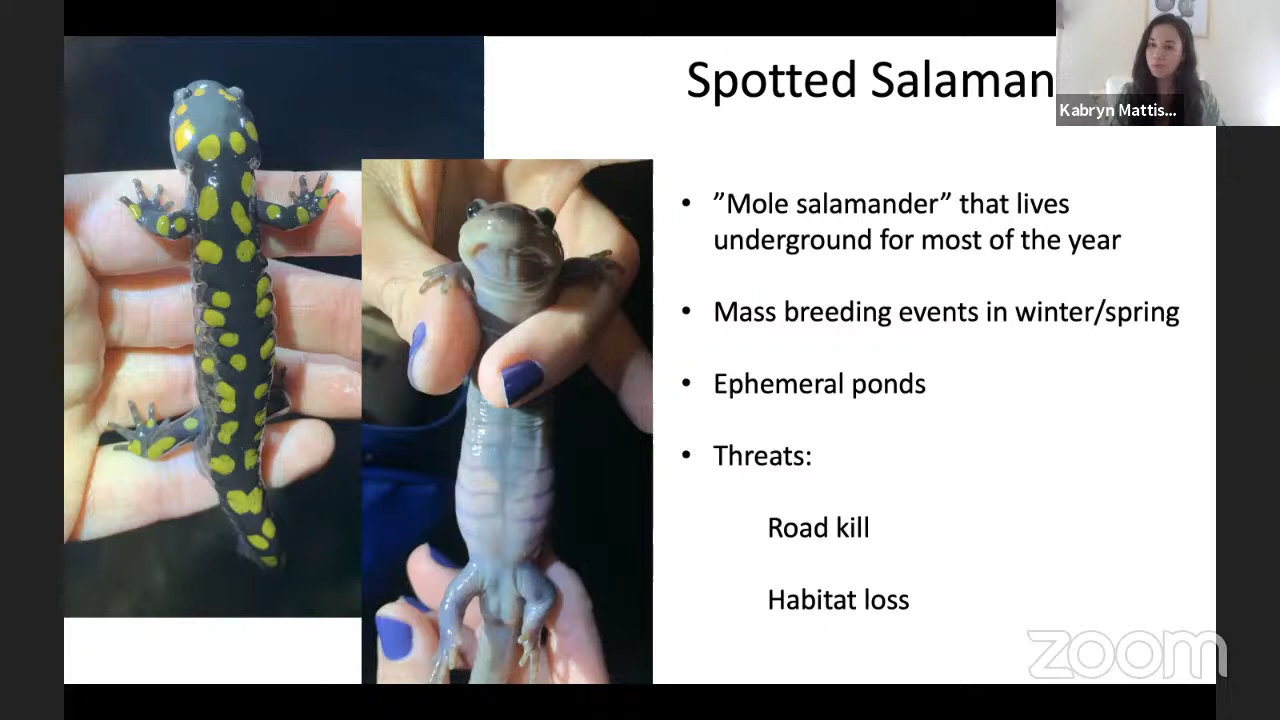 Spotted Salaman
Kabryn Mattis...
• ”Mole salamander” that lives
underground for most of the year
• Mass breeding events in winter/spring
• Ephemeral ponds
• Threats:
Road kill
Habitat loss
zoom